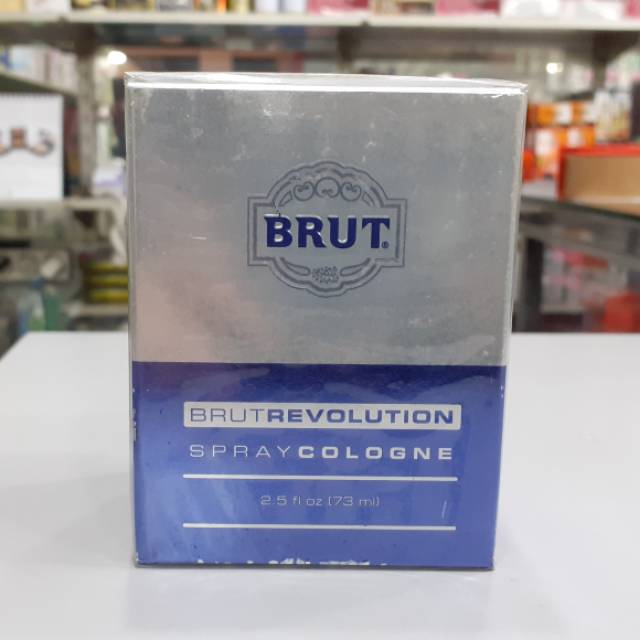 BRUT®
BRUTREVOLUTION
SPRAYCOLOGNE
2.5 fl oz (73 ml)